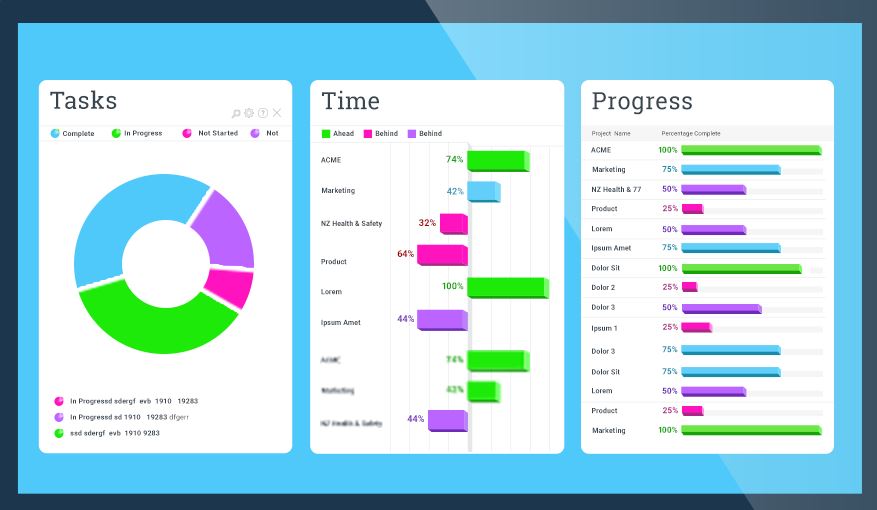 Tasks
Complete In Progress Not Started Not
In Progressd sdergf evb 1910 19283
In Progressd sd 1910 19283 dfgerr
ssd sdergf evb 1910 9283
Time
Ahead Behind Behind
ACME 74%
Marketing 42%
NZ Health & Safety 32%
Product 64%
Lorem 100%
Ipsum Amet 44%
ACMC 74%
Marketing 43%
NZ Health & Safety 44%
Progress
Project Name Percentage Complete
ACME 100%
Marketing 75%
NZ Health & 77 50%
Product 25%
Lorem 50%
Ipsum Amet 75%
Dolor Sit 100%
Dolor 2 25%
Dolor 3 50%
Ipsum 1 25%
Dolor 3 75%
Dolor Sit 75%
Lorem 50%
Product 25%
Marketing 100%